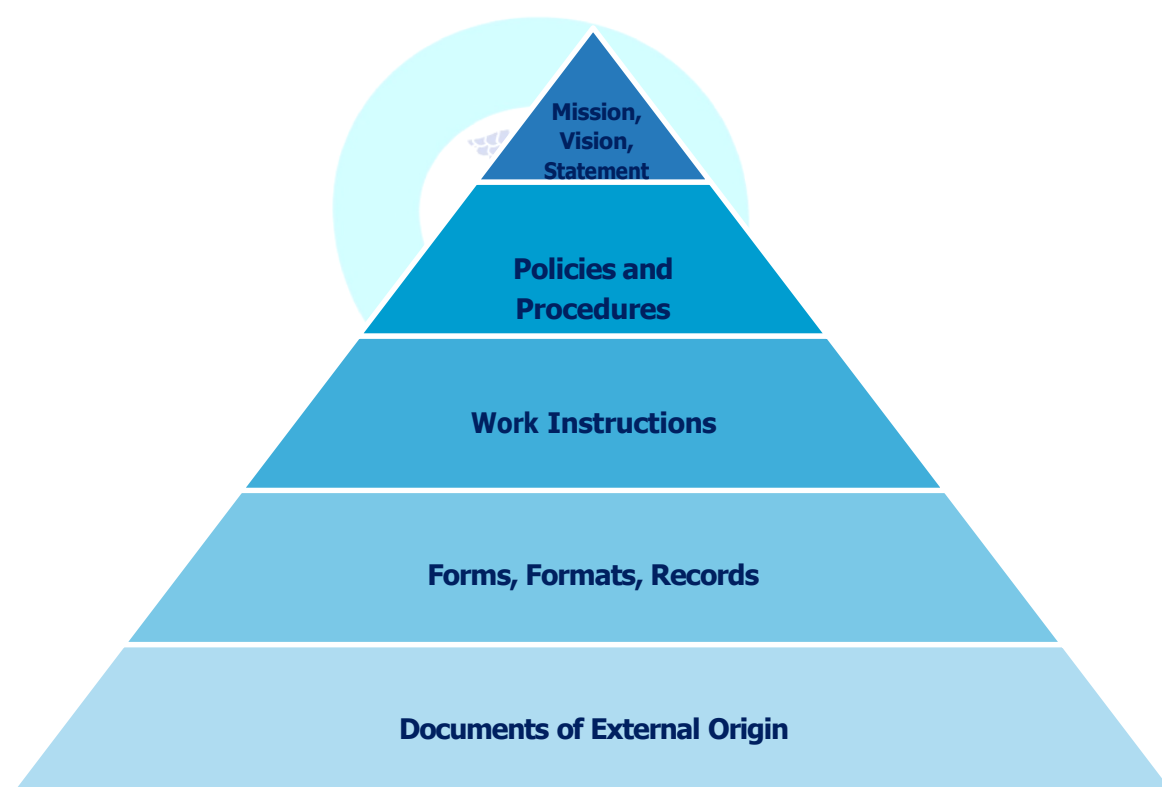 Mission,
Vision,
Statement
Policies and
Procedures
Work Instructions
Forms, Formats, Records
Documents of External Origin